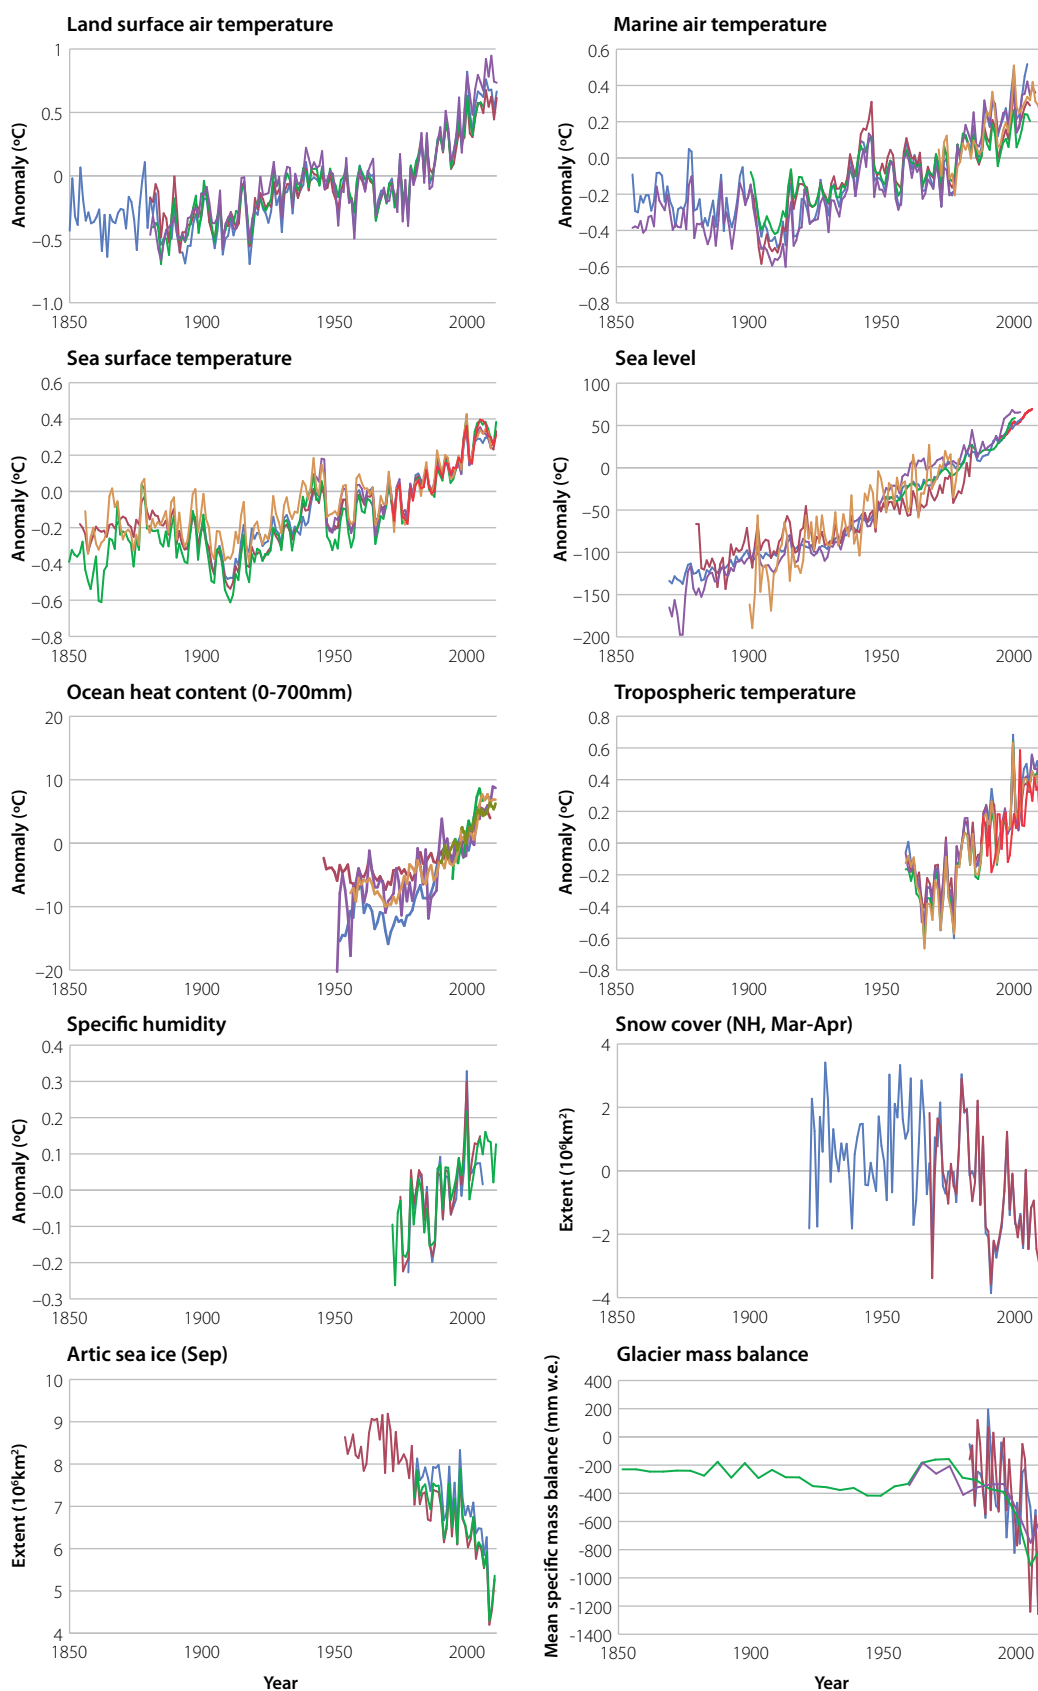 Land surface air temperature
Anomaly (ºC)
1
0.5
0
−0.5
−1.0
1850 1900 1950 2000
Marine air temperature
Anomaly (ºC)
0.6
0.4
0.2
0.0
−0.2
−0.4
−0.6
−0.8
1850 1900 1950 2000
Sea surface temperature
Anomaly (ºC)
0.6
0.4
0.2
0.0
−0.2
−0.4
−0.6
−0.8
1850 1900 1950 2000
Sea level
Anomaly (ºC)
100
50
0
−50
−100
−150
−200
1850 1900 1950 2000
Ocean heat content (0-700mm)
Anomaly (ºC)
20
10
0
−10
−20
1850 1900 1950 2000
Tropospheric temperature
Anomaly (ºC)
0.8
0.6
0.4
0.2
0.0
−0.2
−0.4
−0.6
−0.8
1850 1900 1950 2000
Specific humidity
Anomaly (ºC)
0.4
0.3
0.2
0.1
−0.0
−0.1
−0.2
−0.3
1850 1900 1950 2000
Snow cover (NH, Mar-Apr)
Extent (10⁶km²)
4
2
0
−2
−4
1850 1900 1950 2000
Artic sea ice (Sep)
Extent (10⁶km²)
10
9
8
7
6
5
4
1850 1900 1950 2000
Year
Glacier mass balance
Mean specific mass balance (mm w.e.)
400
200
0
-200
-400
-600
-800
-1000
-1200
-1400
1850 1900 1950 2000
Year